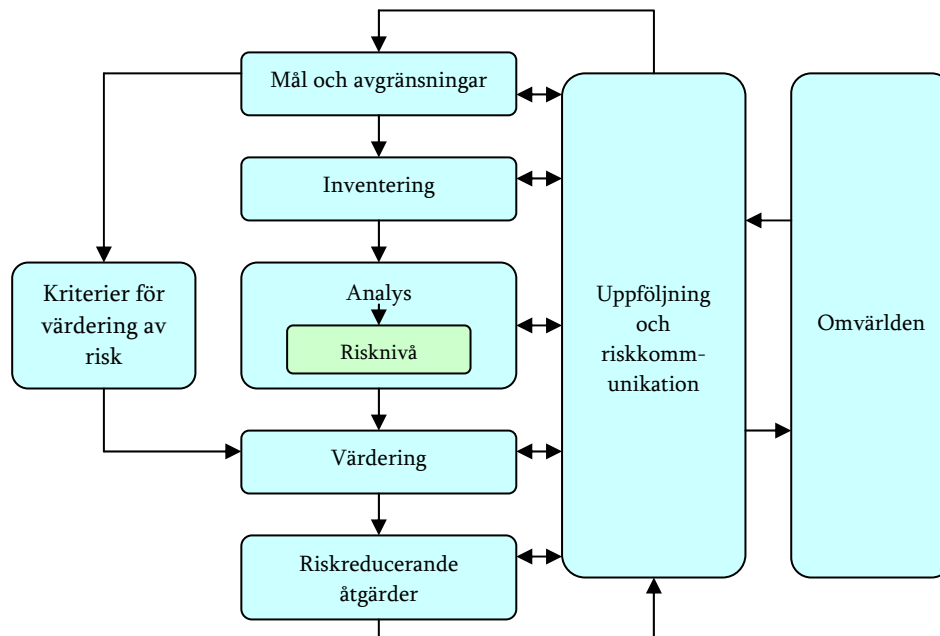 Mål och avgränsningar
Inventering
Analys
Risknivå
Kriterier för
värdering av
risk
Värdering
Riskreducerande
åtgärder
Uppföljning
och
riskkomm-
unikation
Omvärlden